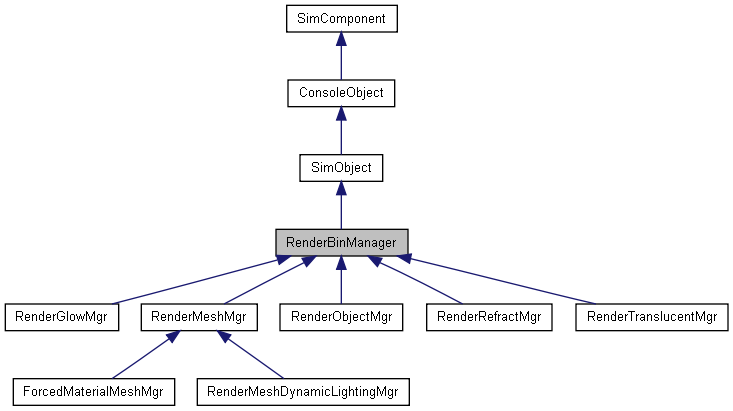 SimComponent
ConsoleObject
SimObject
RenderBinManager
RenderGlowMgr
RenderMeshMgr
RenderObjectMgr
RenderRefractMgr
RenderTranslucentMgr
ForcedMaterialMeshMgr
RenderMeshDynamicLightingMgr